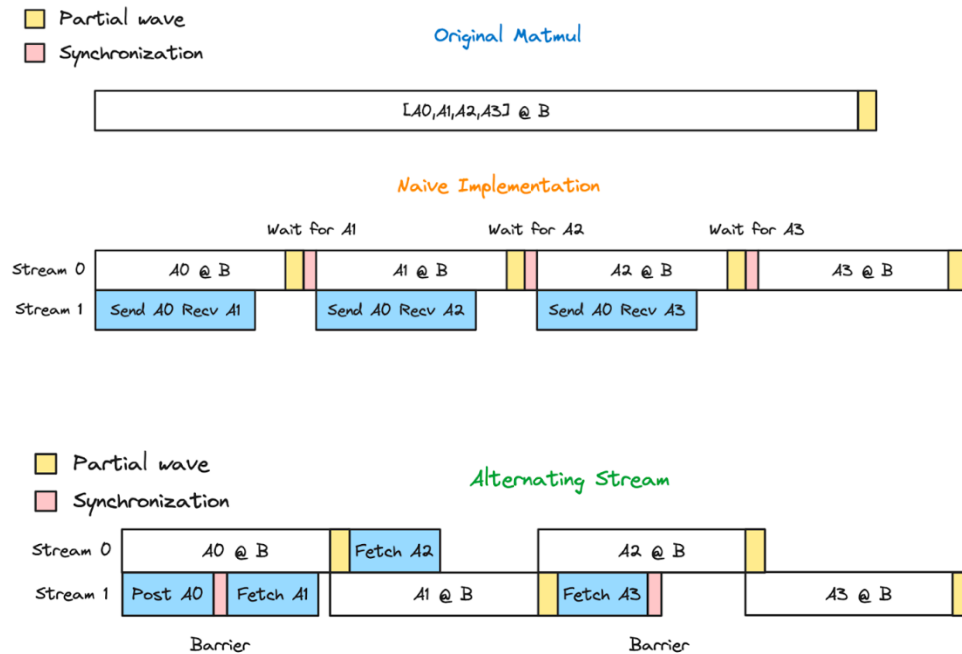 Partial wave
Synchronization
Original Matmul
[A0,A1,A2,A3] @ B
Naive Implementation
Wait for A1 Wait for A2 Wait for A3
Stream 0 A0 @ B A1 @ B A2 @ B A3 @ B
Stream 1 Send A0 Recv A1 Send A0 Recv A2 Send A0 Recv A3
Partial wave
Synchronization
Alternating Stream
Stream 0 A0 @ B Fetch A2 A2 @ B
Stream 1 Post A0 Fetch A1 A1 @ B Fetch A3 A3 @ B
Barrier Barrier